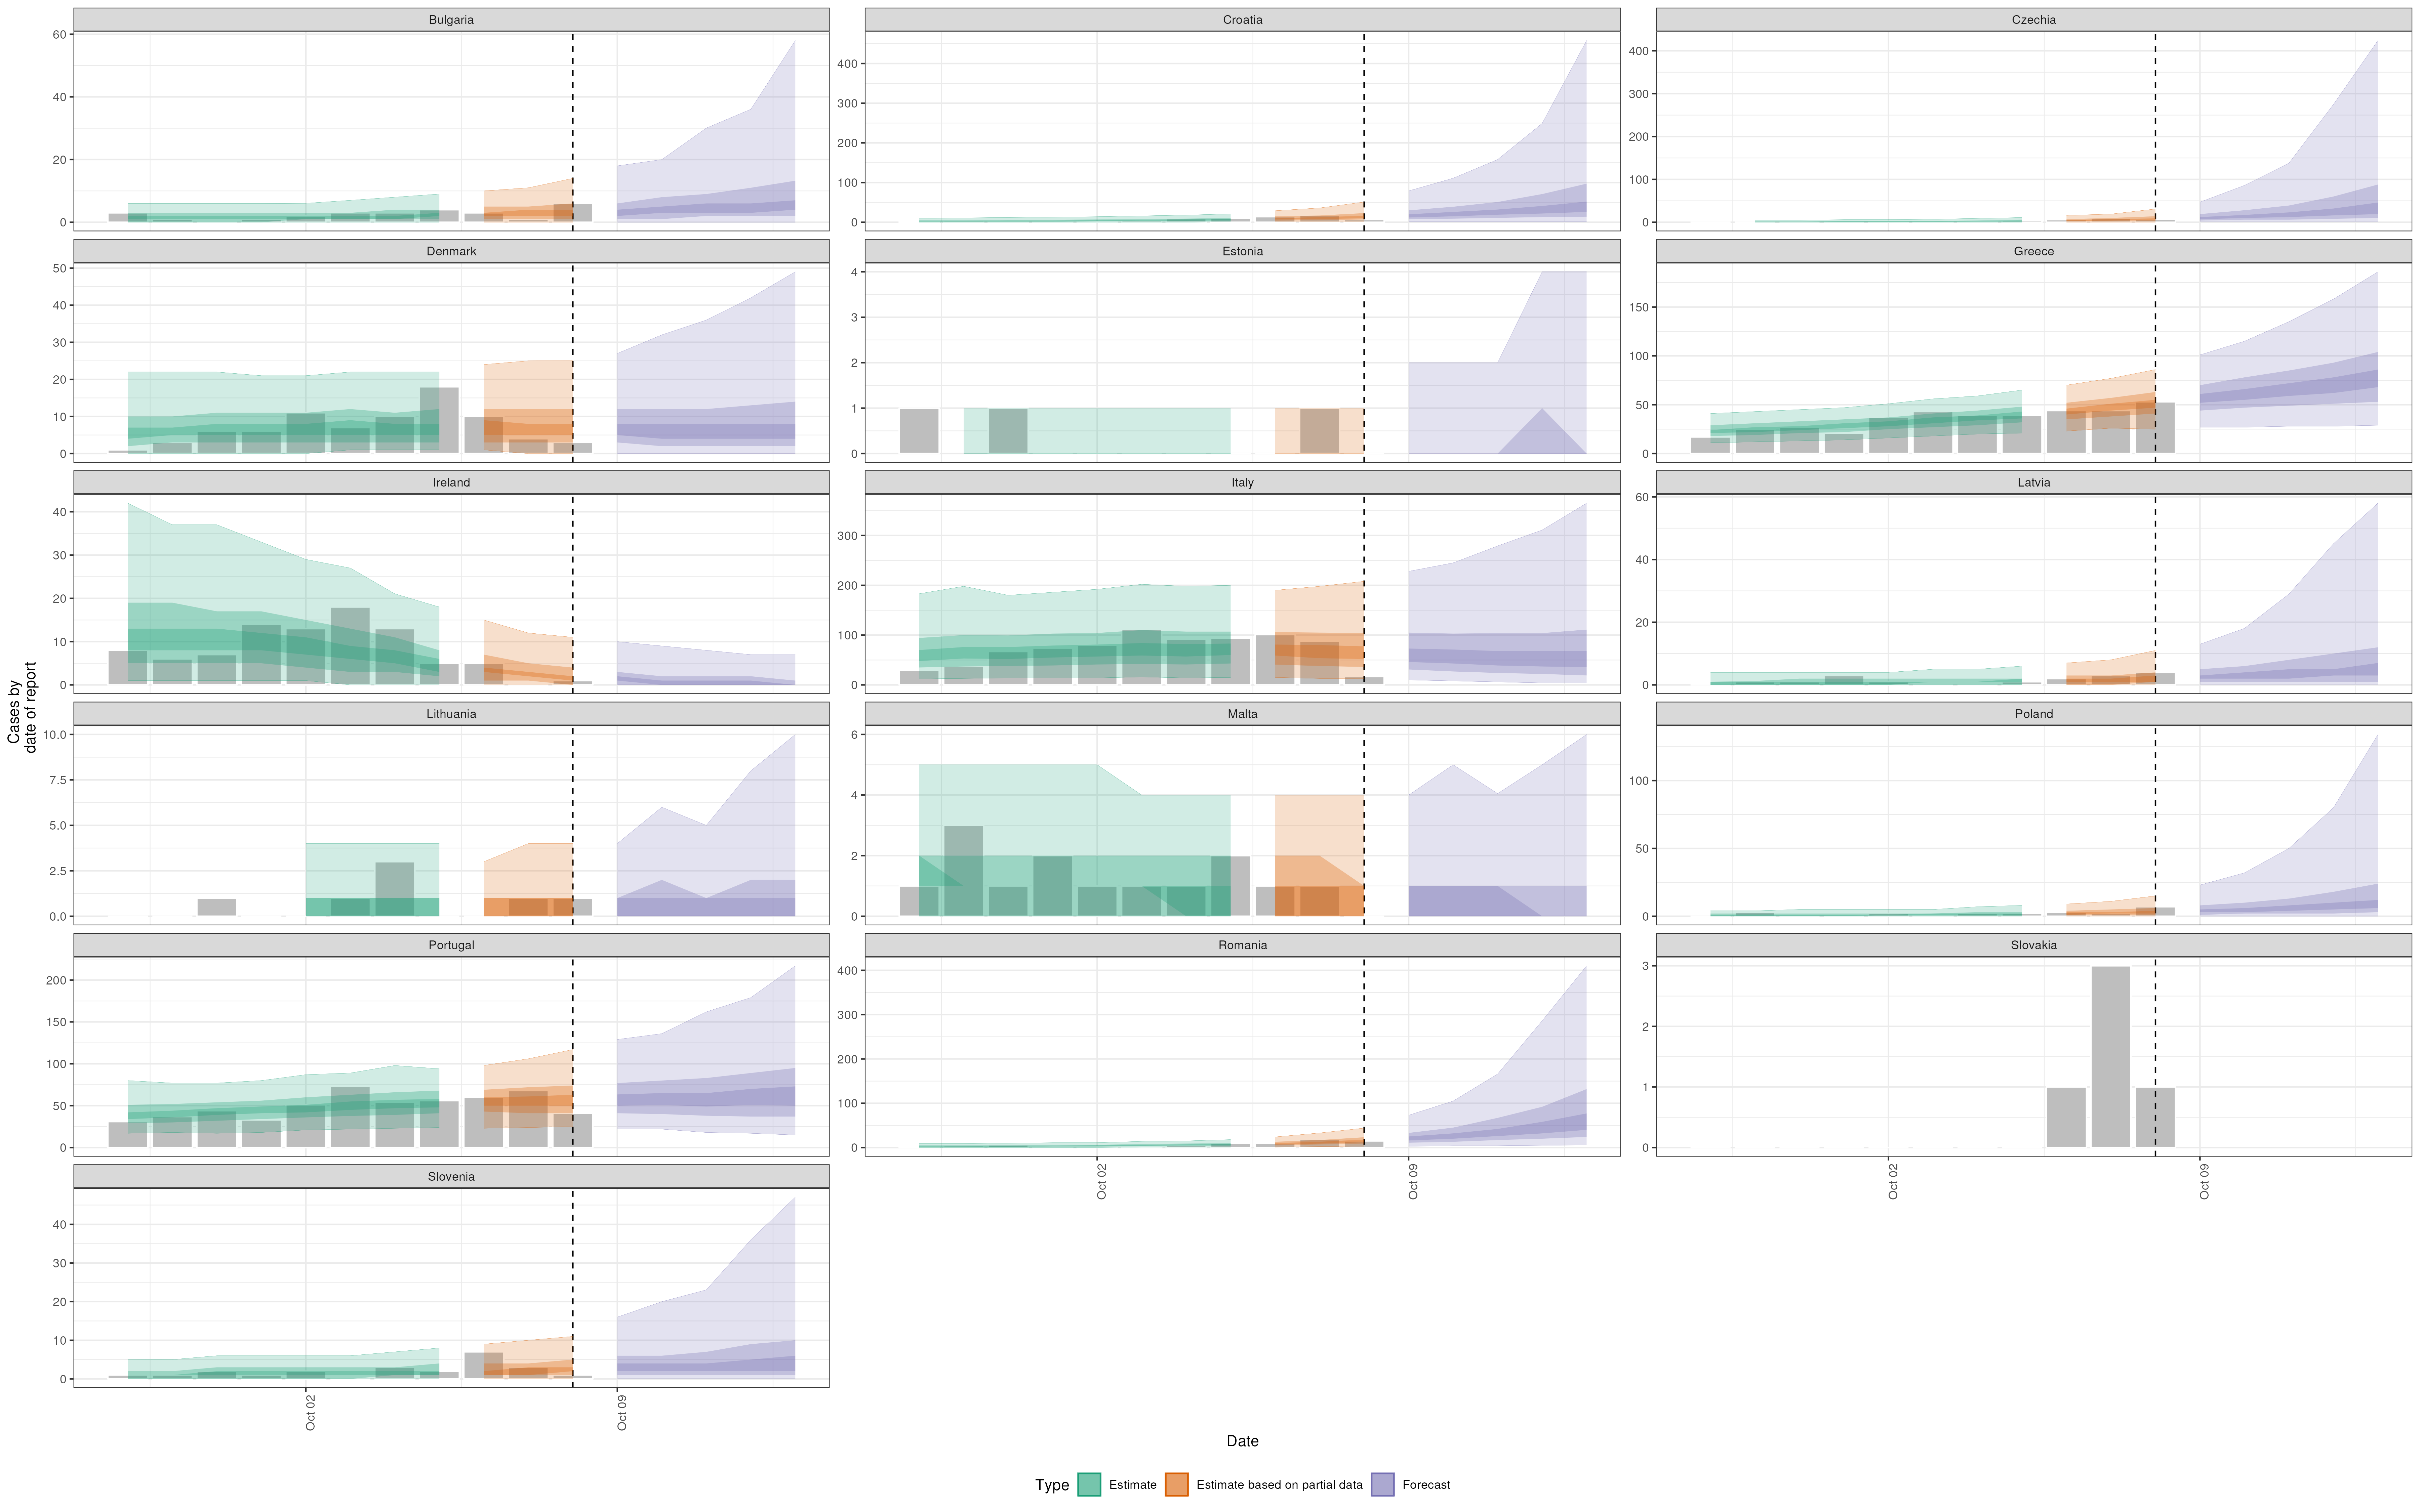 Bulgaria
Croatia
Czechia
60
40
20
0
400
300
200
100
0
400
300
200
100
0
Denmark
Estonia
Greece
50
40
30
20
10
0
4
3
2
1
0
150
100
50
0
Ireland
Italy
Latvia
40
30
20
10
0
300
200
100
0
60
40
20
0
Lithuania
Malta
Poland
10.0
7.5
5.0
2.5
0.0
6
4
2
0
100
50
0
Portugal
Romania
Slovakia
200
150
100
50
0
400
300
200
100
0
3
2
1
0
Oct 02
Oct 09
Oct 02
Oct 09
Slovenia
40
30
20
10
0
Oct 02
Oct 09
Cases by
date of report
Date
Type Estimate Estimate based on partial data Forecast